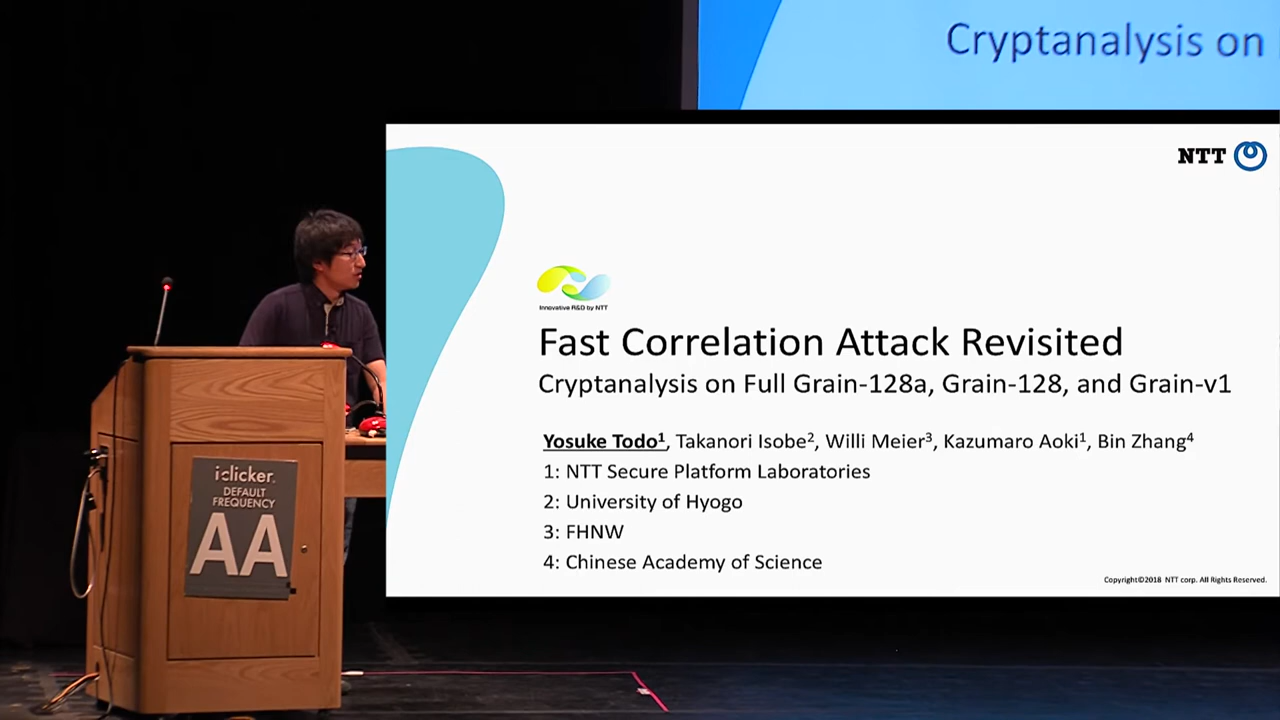 Cryptanalysis on
NTT
Innovative R&D by NTT
Fast Correlation Attack Revisited
Cryptanalysis on Full Grain-128a, Grain-128, and Grain-v1
Yosuke Todo¹, Takanori Isobe², Willi Meier³, Kazumaro Aoki¹, Bin Zhang⁴
1: NTT Secure Platform Laboratories
2: University of Hyogo
3: FHNW
4: Chinese Academy of Science
Copyright©2018 NTT corp. All Rights Reserved.
iclicker
DEFAULT
FREQUENCY
AA